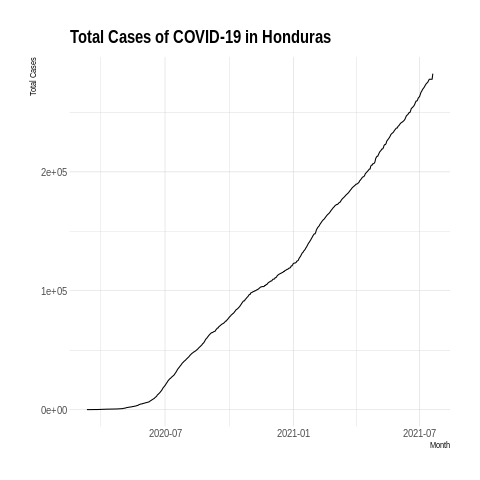 Total Cases of COVID-19 in Honduras
Total Cases
2e+05
1e+05
0e+00
2020-07 2021-01 2021-07
Month